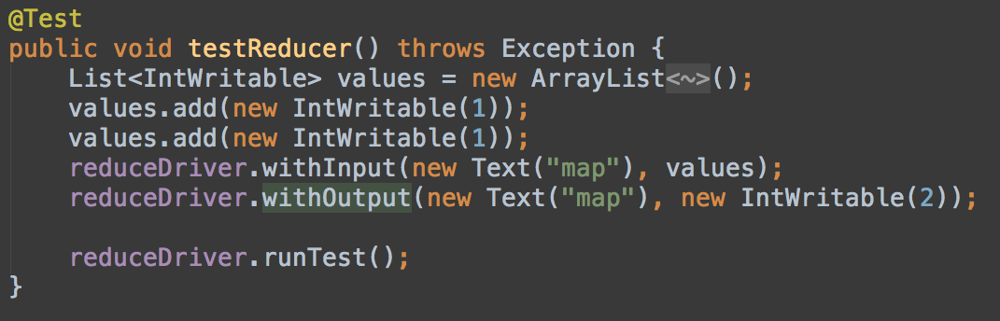 @Test
public void testReducer() throws Exception {
    List<IntWritable> values = new ArrayList<~>();
    values.add(new IntWritable(1));
    values.add(new IntWritable(1));
    reduceDriver.withInput(new Text("map"), values);
    reduceDriver.withOutput(new Text("map"), new IntWritable(2));

    reduceDriver.runTest();
}